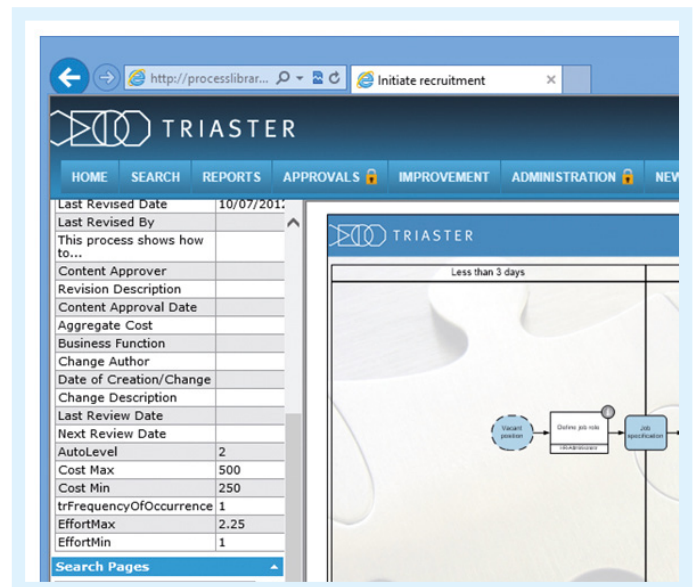 http://processlibrar...
Initiate recruitment
TRIASTER
HOME SEARCH REPORTS APPROVALS IMPROVEMENT ADMINISTRATION NEW
Last Revised Date 10/07/2012
Last Revised By
This process shows how
to...
Content Approver
Revision Description
Content Approval Date
Aggregate Cost
Business Function
Change Author
Date of Creation/Change
Change Description
Last Review Date
Next Review Date
AutoLevel 2
Cost Max 500
Cost Min 250
trFrequencyOfOccurrence 1
EffortMax 2.25
EffortMin 1
Search Pages
TRIASTER
Less than 3 days
Vacant
position
Define job role
Job
specification